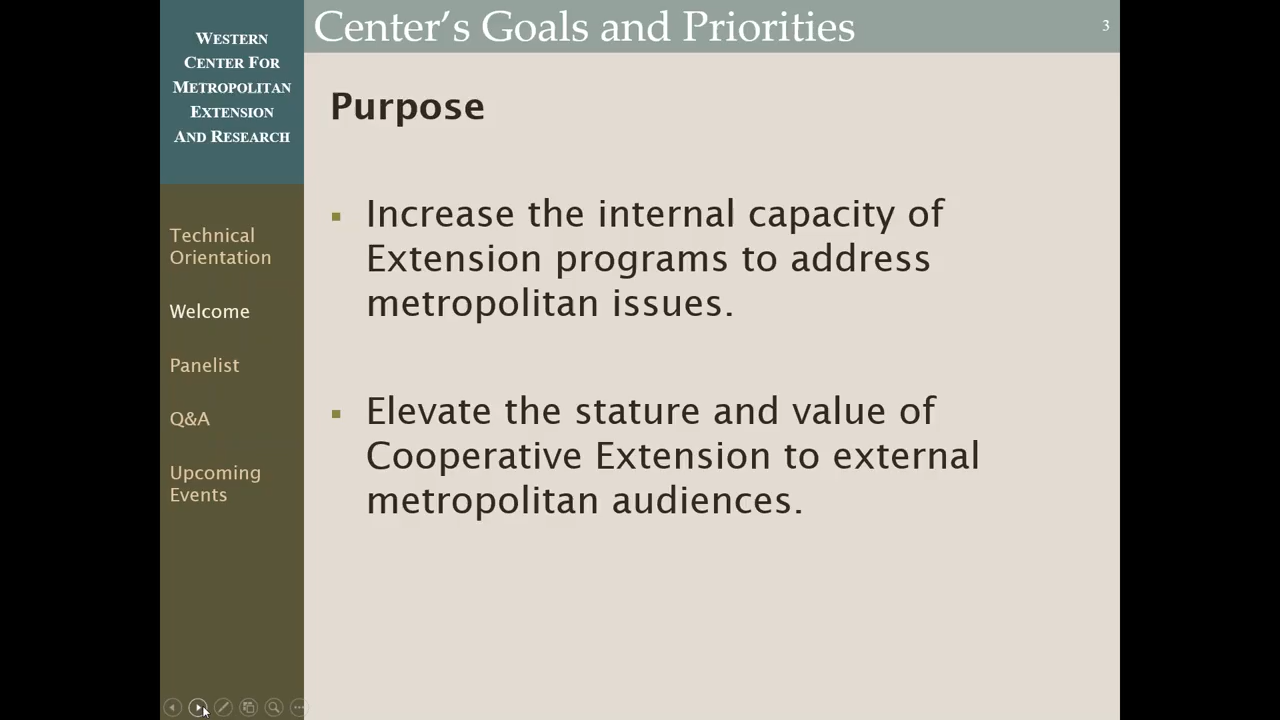 WESTERN
CENTER FOR
METROPOLITAN
EXTENSION
AND RESEARCH
Technical
Orientation
Welcome
Panelist
Q&A
Upcoming
Events
Center's Goals and Priorities
3
Purpose
▪ Increase the internal capacity of
Extension programs to address
metropolitan issues.
▪ Elevate the stature and value of
Cooperative Extension to external
metropolitan audiences.